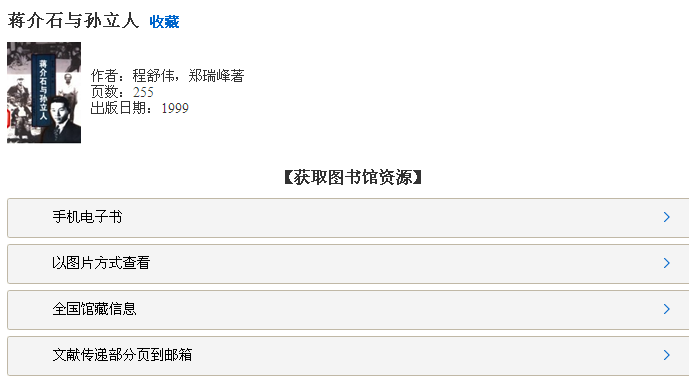 蒋介石与孙立人 收藏
蒋介石与孙立人
作者：程舒伟，郑瑞峰著
页数：255
出版日期：1999
【获取图书馆资源】
手机电子书
以图片方式查看
全国馆藏信息
文献传递部分页到邮箱